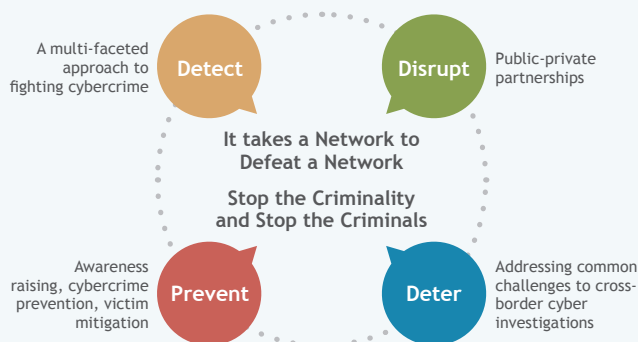 A multi-faceted
approach to
fighting cybercrime
Detect
Disrupt
Public-private
partnerships
It takes a Network to
Defeat a Network
Stop the Criminality
and Stop the Criminals
Awareness
raising, cybercrime
prevention, victim
mitigation
Prevent
Deter
Addressing common
challenges to cross-
border cyber
investigations